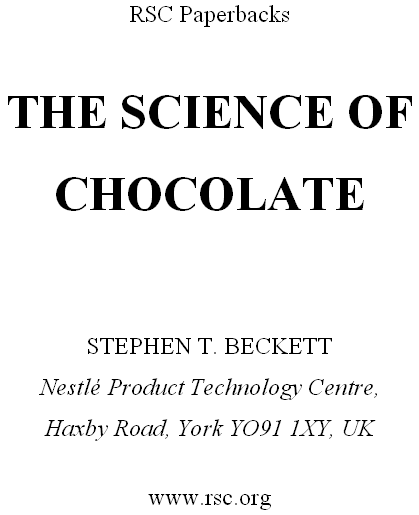 RSC Paperbacks
THE SCIENCE OF
CHOCOLATE
STEPHEN T. BECKETT
Nestlé Product Technology Centre,
Haxby Road, York YO91 1XY, UK
www.rsc.org